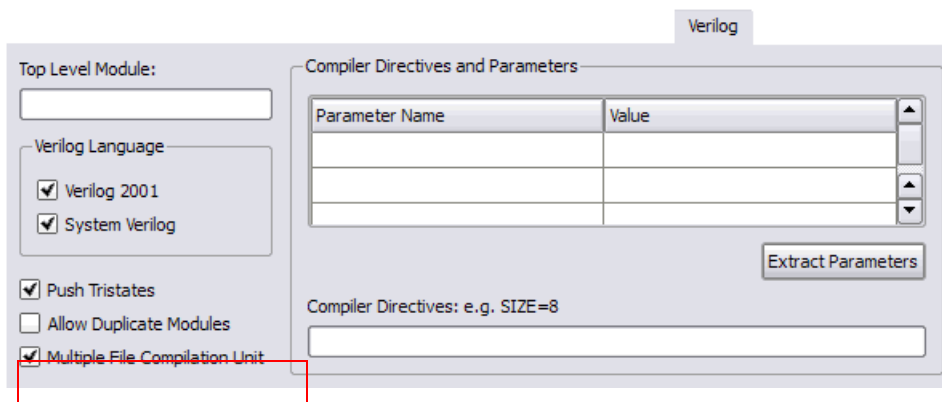 Verilog
Top Level Module:
Verilog Language
Verilog 2001
System Verilog
Push Tristates
Allow Duplicate Modules
Multiple File Compilation Unit
Compiler Directives and Parameters
Parameter Name Value
Extract Parameters
Compiler Directives: e.g. SIZE=8